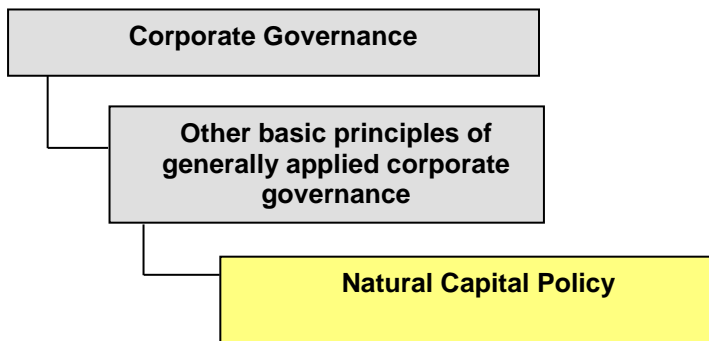 Corporate Governance
Other basic principles of
generally applied corporate
governance
Natural Capital Policy